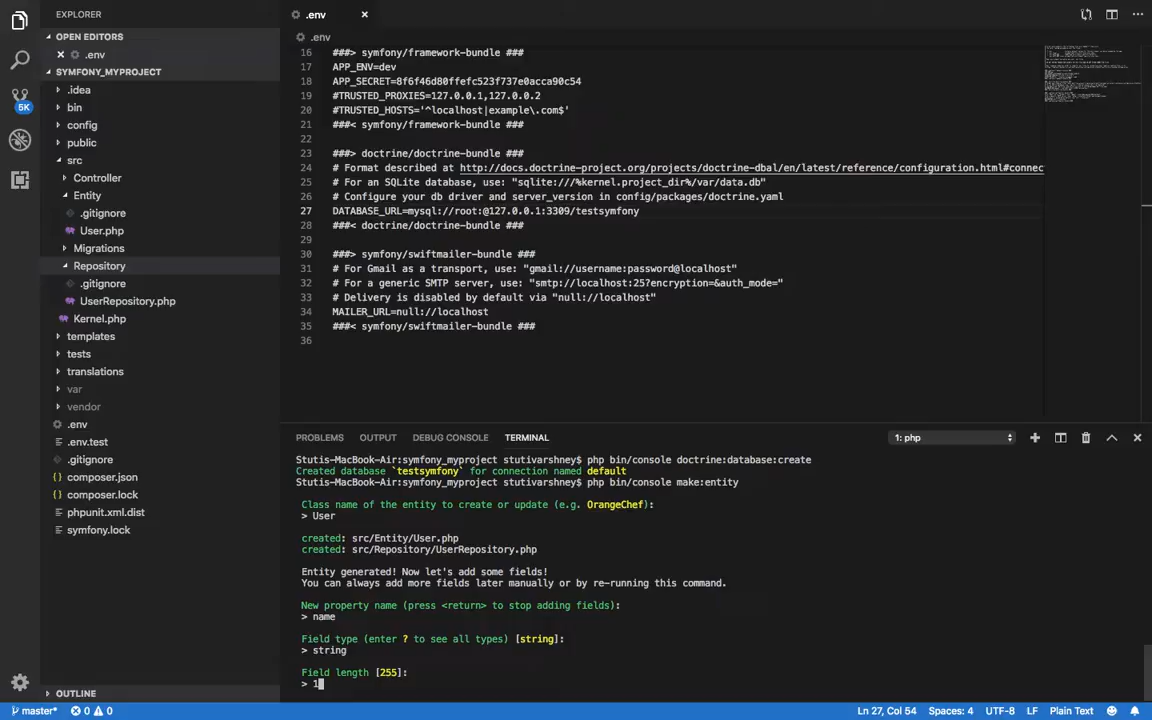 EXPLORER
OPEN EDITORS
.env
SYMFONY_MYPROJECT
.idea
bin
config
public
src
Controller
Entity
.gitignore
User.php
Migrations
Repository
.gitignore
UserRepository.php
Kernel.php
templates
tests
translations
var
vendor
.env
.env.test
.gitignore
composer.json
composer.lock
phpunit.xml.dist
symfony.lock
OUTLINE
5K
.env
.env
16 ###> symfony/framework-bundle ###
17 APP_ENV=dev
18 APP_SECRET=8f6f46d80ffefc523f737e0acca90c54
19 #TRUSTED_PROXIES=127.0.0.1,127.0.0.2
20 #TRUSTED_HOSTS='^localhost|example\.com$'
21 ###< symfony/framework-bundle ###
22
23 ###> doctrine/doctrine-bundle ###
24 # Format described at http://docs.doctrine-project.org/projects/doctrine-dbal/en/latest/reference/configuration.html#connec
25 # For an SQLite database, use: "sqlite:///%kernel.project_dir%/var/data.db"
26 # Configure your db driver and server_version in config/packages/doctrine.yaml
27 DATABASE_URL=mysql://root:@127.0.0.1:3309/testsymfony
28 ###< doctrine/doctrine-bundle ###
29
30 ###> symfony/swiftmailer-bundle ###
31 # For Gmail as a transport, use: "gmail://username:password@localhost"
32 # For a generic SMTP server, use: "smtp://localhost:25?encryption=&auth_mode="
33 # Delivery is disabled by default via "null://localhost"
34 MAILER_URL=null://localhost
35 ###< symfony/swiftmailer-bundle ###
36
PROBLEMS OUTPUT DEBUG CONSOLE TERMINAL 1: php
Stutis-MacBook-Air:symfony_myproject stutivarshney$ php bin/console doctrine:database:create
Created database `testsymfony` for connection named default
Stutis-MacBook-Air:symfony_myproject stutivarshney$ php bin/console make:entity
Class name of the entity to create or update (e.g. OrangeChef):
> User
created: src/Entity/User.php
created: src/Repository/UserRepository.php
Entity generated! Now let's add some fields!
You can always add more fields later manually or by re-running this command.
New property name (press <return> to stop adding fields):
> name
Field type (enter ? to see all types) [string]:
> string
Field length [255]:
> 1
master* 0 0 Ln 27, Col 54 Spaces: 4 UTF-8 LF Plain Text